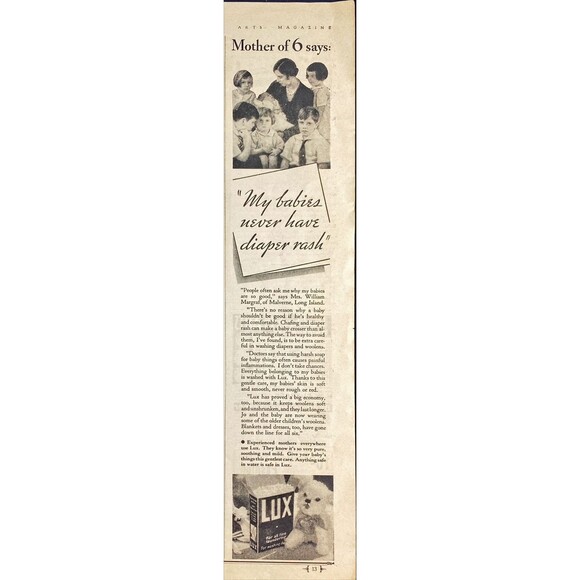 ARTS MAGAZINE
Mother of 6 says:
"My babies
never have
diaper rash"
"People often ask me why my babies
are so good," says Mrs. William
Margraf, of Malverne, Long Island.
"There's no reason why a baby
shouldn't be good if he's healthy
and comfortable. Chafing and diaper
rash can make a baby crosser than al-
most anything else. The way to avoid
them, I've found, is to be extra care-
ful in washing diapers and woolens.
"Doctors say that using harsh soap
for baby things often causes painful
inflammations. I don't take chances.
Everything belonging to my babies
is washed with Lux. Thanks to this
gentle care, my babies' skin is soft
and smooth, never rough or red.
"Lux has proved a big economy,
too, because it keeps woolens soft
and unshrunken, and they last longer.
Jo and the baby are now wearing
some of the older children's woolens.
Blankets and dresses, too, have gone
down the line for all six."
● Experienced mothers everywhere
use Lux. They know it's so very pure,
soothing and mild. Give your baby's
things this gentlest care. Anything safe
in water is safe in Lux.
LUX
for all fine
laundering
23